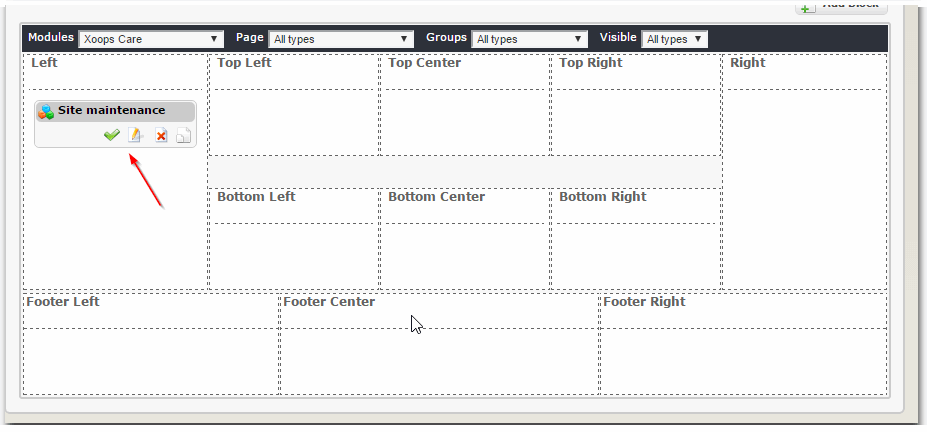 Add Block
Modules Xoops Care Page All types Groups All types Visible All types
Left Top Left Top Center Top Right Right
Site maintenance
Bottom Left Bottom Center Bottom Right
Footer Left Footer Center Footer Right